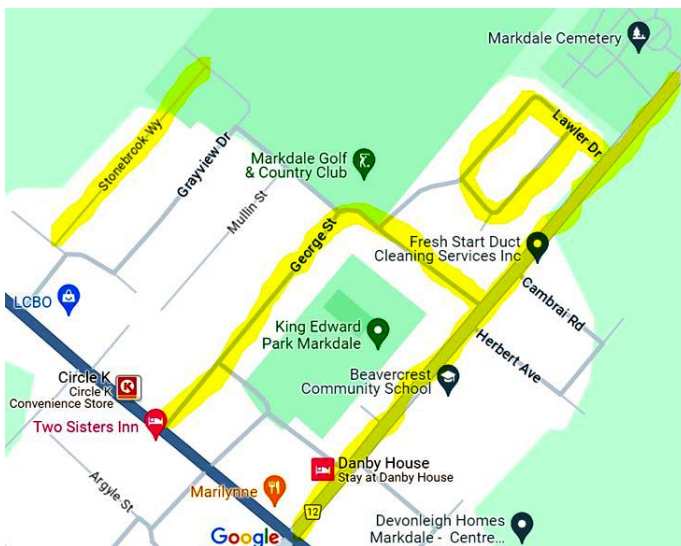 Markdale Cemetery
Lawler Dr
Stonebrook Wy
Grayview Dr
Markdale Golf
& Country Club
Mullin St
George St
Fresh Start Duct
Cleaning Services Inc
Cambrai Rd
LCBO
King Edward
Park Markdale
Herbert Ave
Beavercrest
Community School
Circle K
Circle K
Convenience Store
Two Sisters Inn
Danby House
Stay at Danby House
Argyle St
Marilynne
12
Devonleigh Homes
Markdale - Centre...
Google